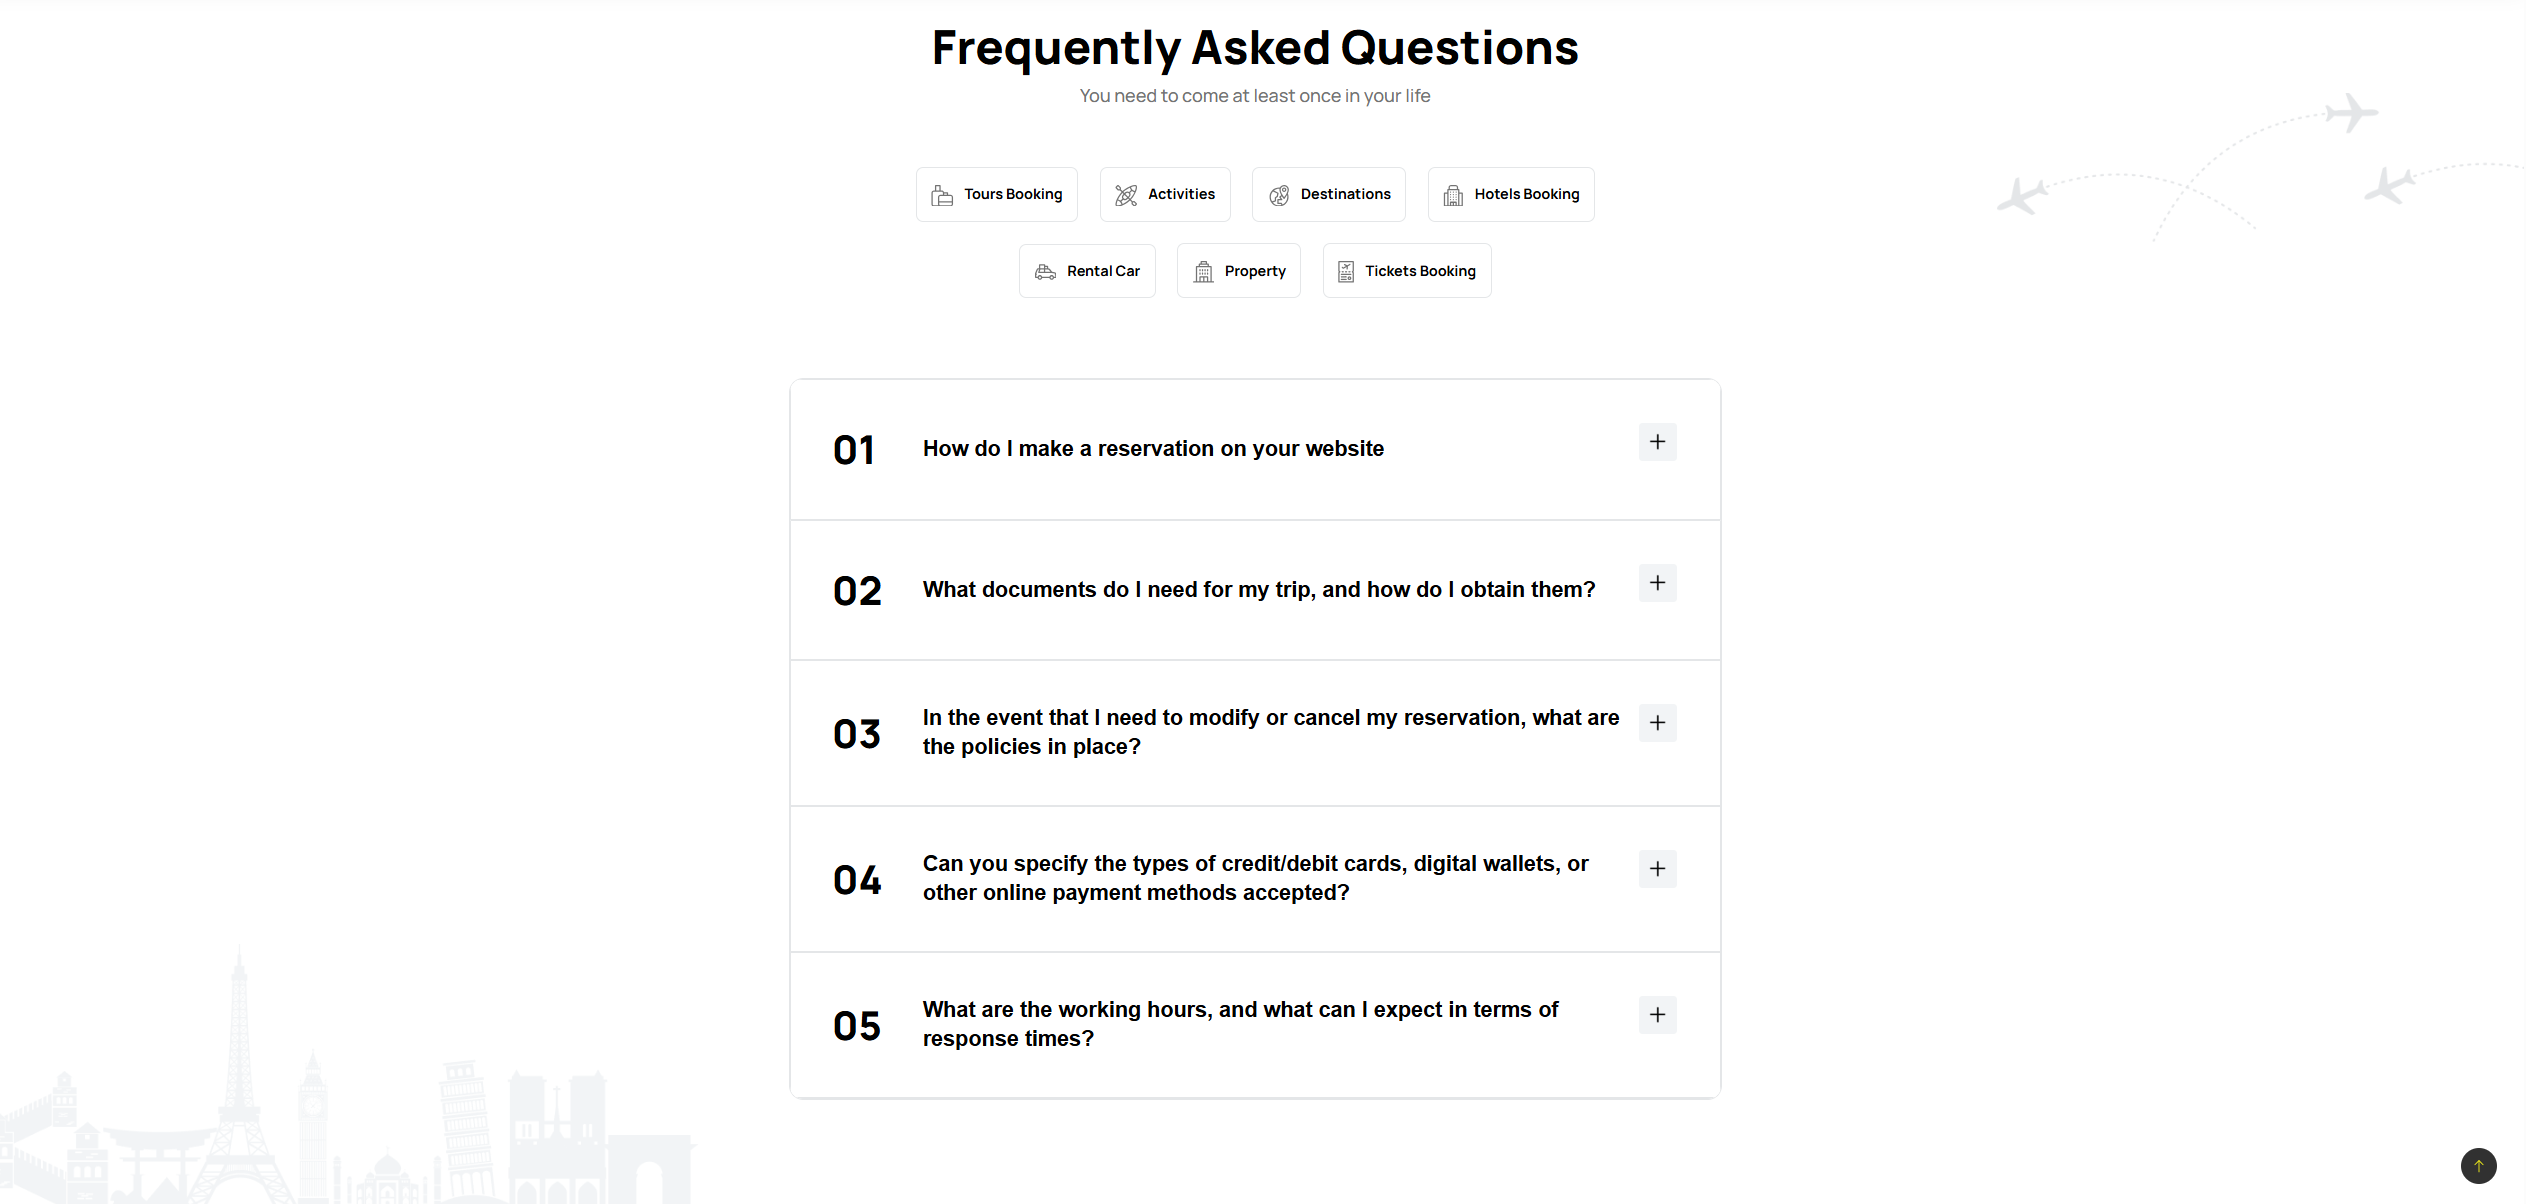 Frequently Asked Questions
You need to come at least once in your life
Tours Booking
Activities
Destinations
Hotels Booking
Rental Car
Property
Tickets Booking
01
How do I make a reservation on your website
02
What documents do I need for my trip, and how do I obtain them?
03
In the event that I need to modify or cancel my reservation, what are
the policies in place?
04
Can you specify the types of credit/debit cards, digital wallets, or
other online payment methods accepted?
05
What are the working hours, and what can I expect in terms of
response times?